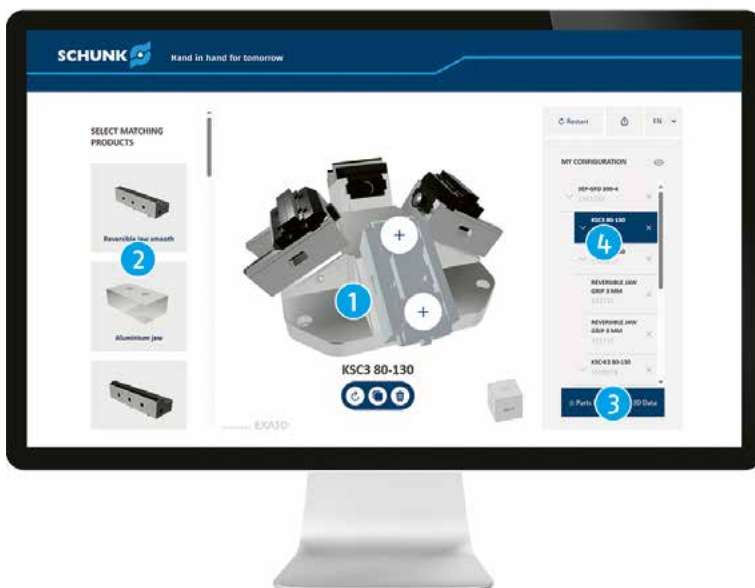 SCHUNK
Hand in hand for tomorrow
SELECT MATCHING
PRODUCTS
Reversible jaw smooth
2
Aluminium jaw
1
KSC3 80-130
EXA3D
Restart
EN
MY CONFIGURATION
KSC3 80-130
4
REVERSIBLE JAW
GRIP 3 MM
REVERSIBLE JAW
GRIP 3 MM
Parts
3
3D Data